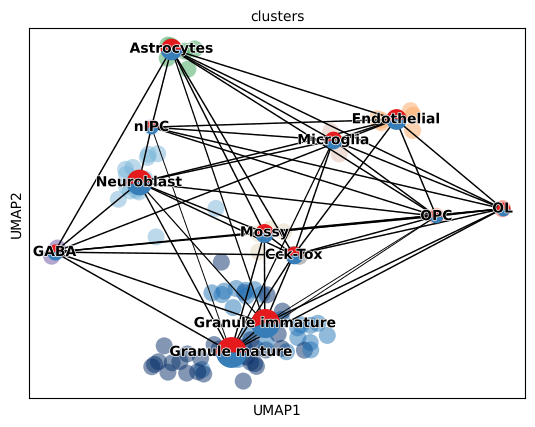 clusters
Astrocytes
Endothelial
nIPC
Microglia
Neuroblast
OL
OPC
Mossy
GABA
Cck-Tox
Granule immature
Granule mature
UMAP2
UMAP1